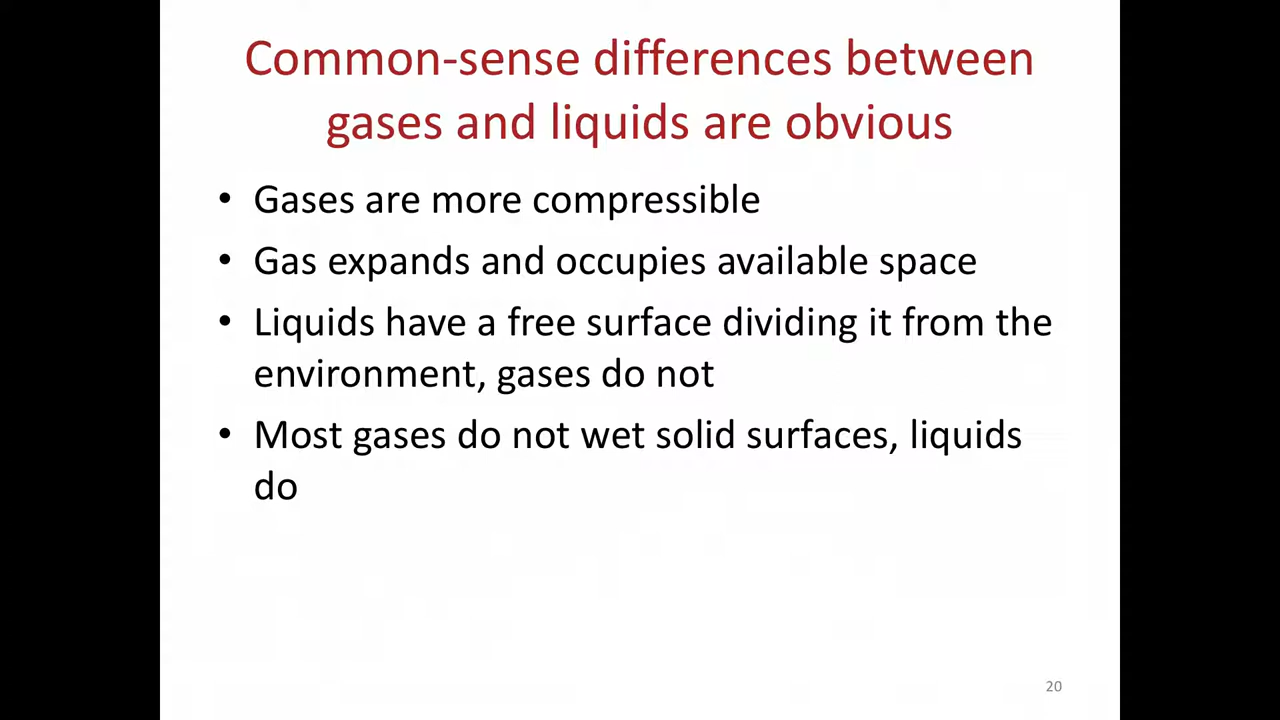 Common-sense differences between
gases and liquids are obvious
• Gases are more compressible
• Gas expands and occupies available space
• Liquids have a free surface dividing it from the
environment, gases do not
• Most gases do not wet solid surfaces, liquids
do
20